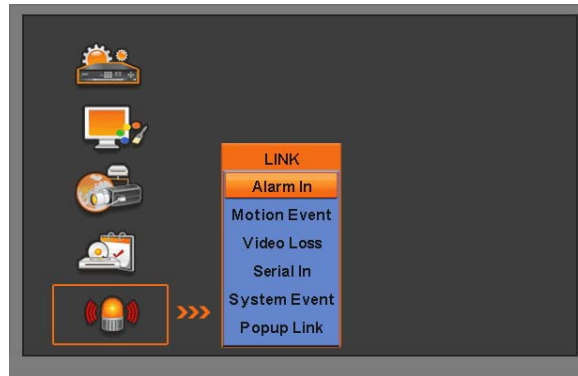 LINK
Alarm In
Motion Event
Video Loss
Serial In
System Event
Popup Link